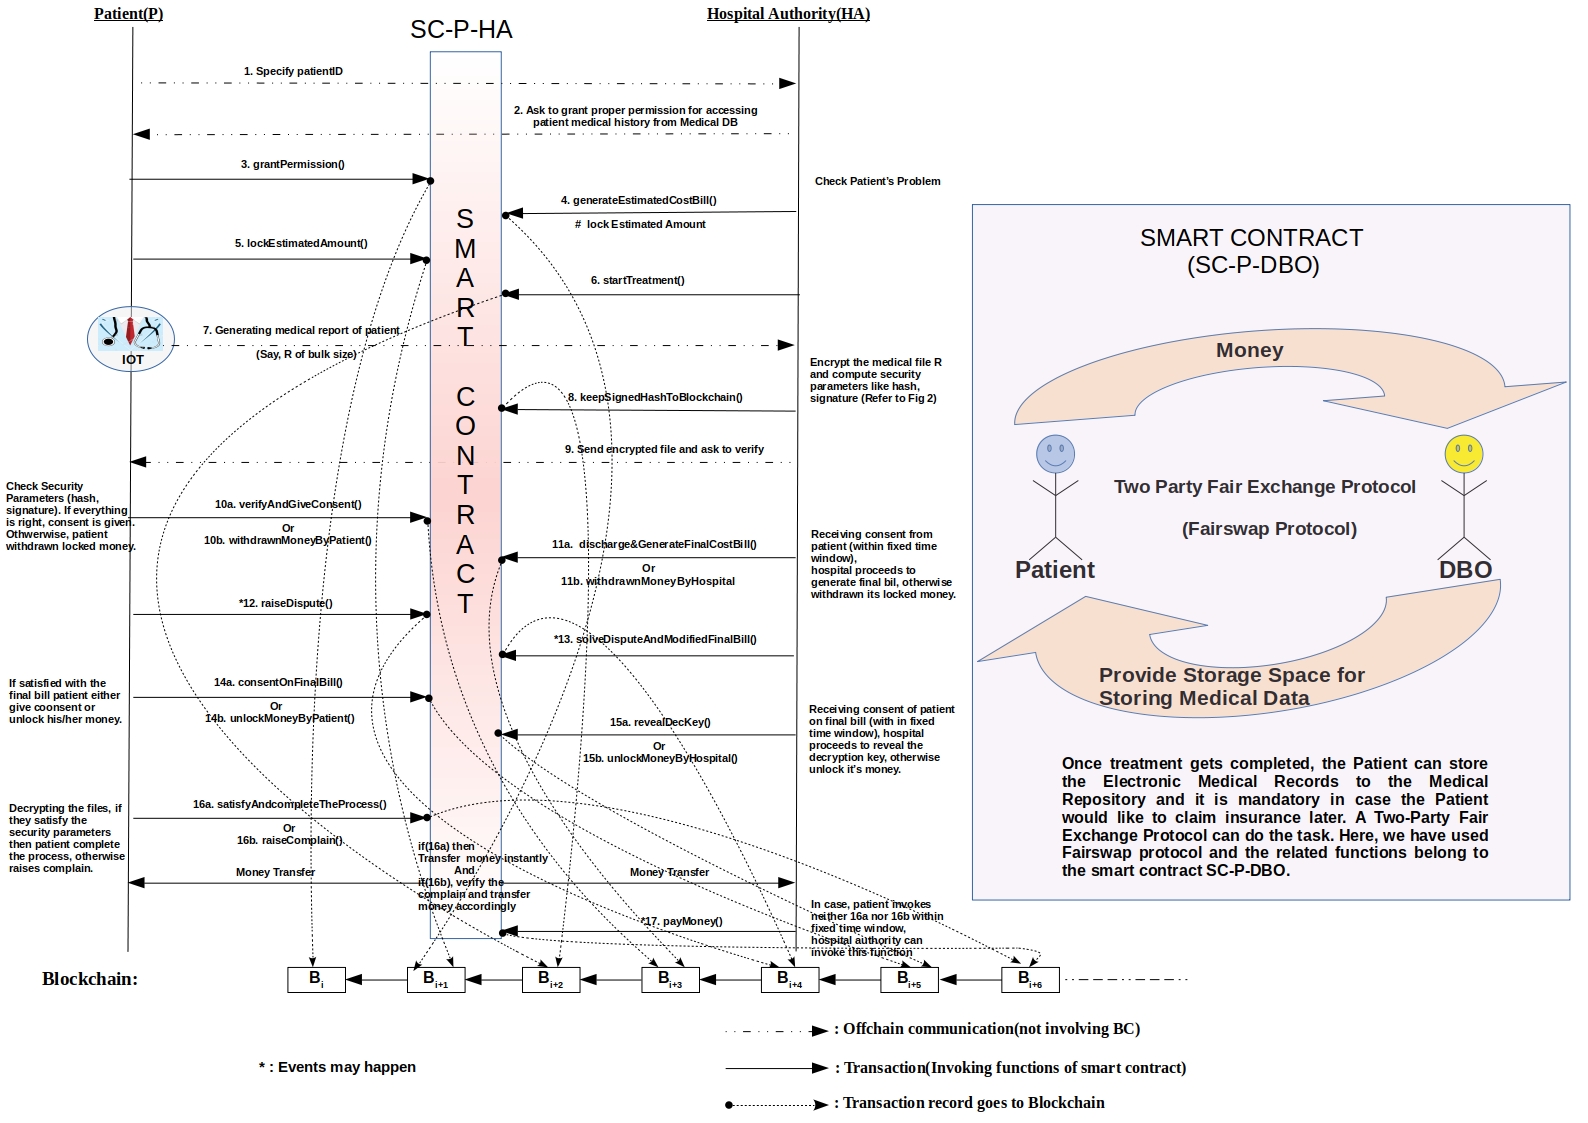 Patient(P)
Hospital Authority(HA)
SC-P-HA
1. Specify patientID
2. Ask to grant proper permission for accessing
patient medical history from Medical DB
3. grantPermission()
Check Patient's Problem
4. generateEstimatedCostBill()
# lock Estimated Amount
5. lockEstimatedAmount()
6. startTreatment()
SMART CONTRACT
7. Generating medical report of patient
(Say, R of bulk size)
IOT
Encrypt the medical file R
and compute security
parameters like hash,
signature (Refer to Fig 2)
8. keepSignedHashToBlockchain()
9. Send encrypted file and ask to verify
Check Security
Parameters (hash,
signature). If everything
is right, consent is given.
Othwerwise, patient
withdrawn locked money.
10a. verifyAndGiveConsent()
Or
10b. withdrawnMoneyByPatient()
11a. discharge&GenerateFinalCostBill()
Or
11b. withdrawnMoneyByHospital
Receiving consent from
patient (within fixed time
window),
hospital proceeds to
generate final bil, otherwise
withdrawn its locked money.
*12. raiseDispute()
*13. solveDisputeAndModifiedFinalBill()
If satisfied with the
final bill patient either
give coonsent or
unlock his/her money.
14a. consentOnFinalBill()
Or
14b. unlockMoneyByPatient()
15a. revealDecKey()
Or
15b. unlockMoneyByHospital()
Receiving consent of patient
on final bill (with in fixed
time window), hospital
proceeds to reveal the
decryption key, otherwise
unlock it's money.
Decrypting the files, if
they satisfy the
security parameters
then patient complete
the process, otherwise
raises complain.
16a. satisfyAndcompleteTheProcess()
Or
16b. raiseComplain()
Money Transfer
if(16a) then
Transfer money instantly
And
if(16b), verify the
complain and transfer
money accordingly
Money Transfer
*17. payMoney()
In case, patient invokes
neither 16a nor 16b within
fixed time window,
hospital authority can
invoke this function
Blockchain:
Bi
Bi+1
Bi+2
Bi+3
Bi+4
Bi+5
Bi+6
: Offchain communication(not involving BC)
* : Events may happen
: Transaction(Invoking functions of smart contract)
: Transaction record goes to Blockchain
SMART CONTRACT
(SC-P-DBO)
Money
Two Party Fair Exchange Protocol
(Fairswap Protocol)
Patient
DBO
Provide Storage Space for
Storing Medical Data
Once treatment gets completed, the Patient can store
the Electronic Medical Records to the Medical
Repository and it is mandatory in case the Patient
would like to claim insurance later. A Two-Party Fair
Exchange Protocol can do the task. Here, we have used
Fairswap protocol and the related functions belong to
the smart contract SC-P-DBO.